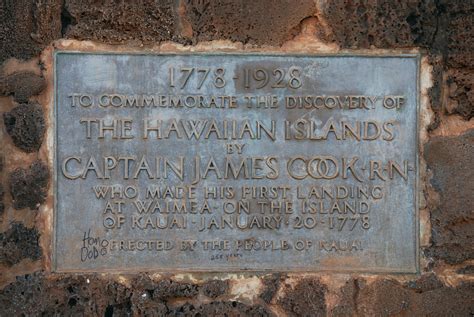 1778 · 1928
TO COMMEMORATE THE DISCOVERY OF
THE HAWAIIAN ISLANDS
BY
CAPTAIN JAMES COOK·R·N·
WHO MADE HIS FIRST LANDING
AT WAIMEA·ON THE ISLAND
OF KAUAI·JANUARY·20·1778
ERECTED BY THE PEOPLE OF KAUAI